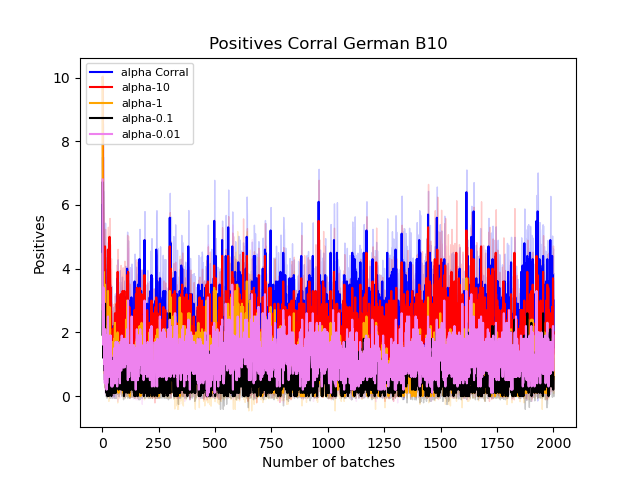 Positives Corral German B10
alpha Corral
alpha-10
alpha-1
alpha-0.1
alpha-0.01
Positives
10
8
6
4
2
0
0 250 500 750 1000 1250 1500 1750 2000
Number of batches